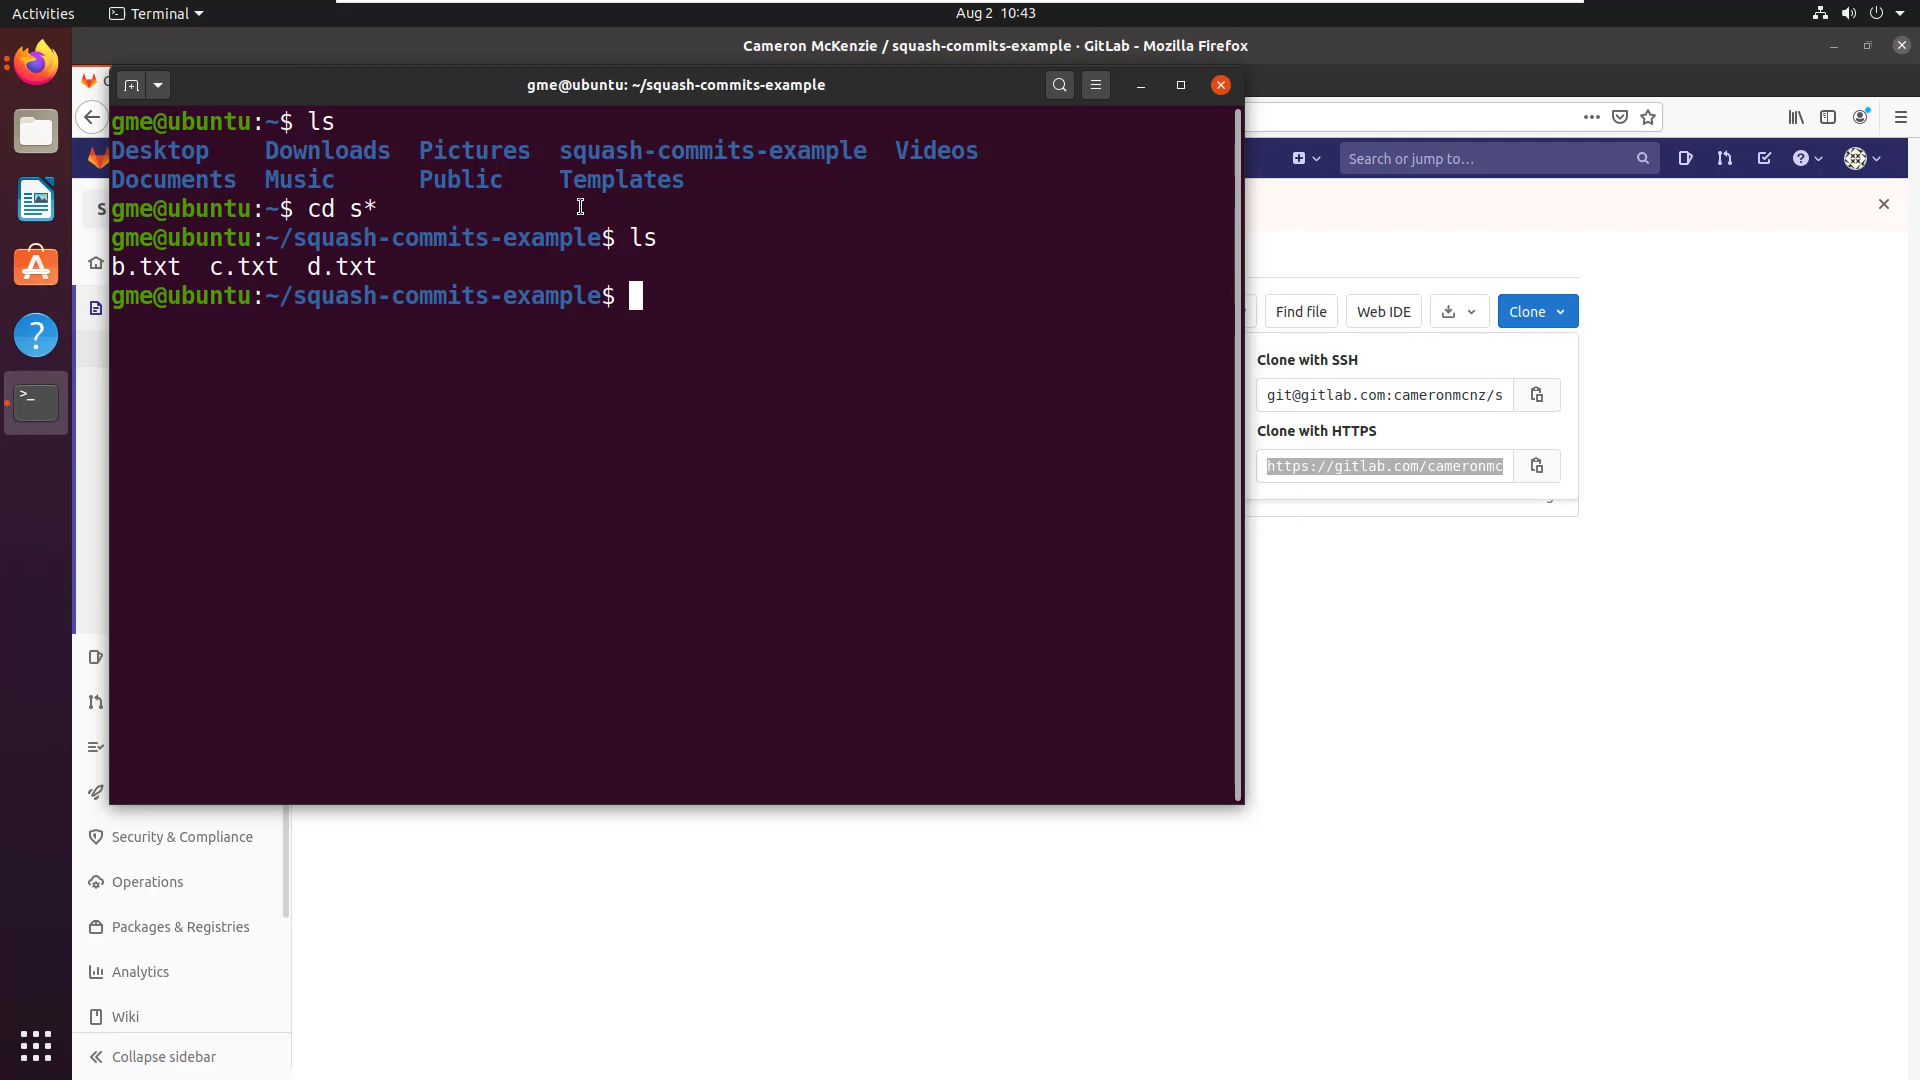 Activities Terminal Aug 2 10:43
Cameron McKenzie / squash-commits-example · GitLab - Mozilla Firefox
gme@ubuntu: ~/squash-commits-example
gme@ubuntu:~$ ls
Desktop Downloads Pictures squash-commits-example Videos
Documents Music Public Templates
gme@ubuntu:~$ cd s*
gme@ubuntu:~/squash-commits-example$ ls
b.txt c.txt d.txt
gme@ubuntu:~/squash-commits-example$
Search or jump to…
S
Find file Web IDE Clone
Clone with SSH
git@gitlab.com:cameronmcnz/s
Clone with HTTPS
https://gitlab.com/cameronmc
Security & Compliance
Operations
Packages & Registries
Analytics
Wiki
Collapse sidebar